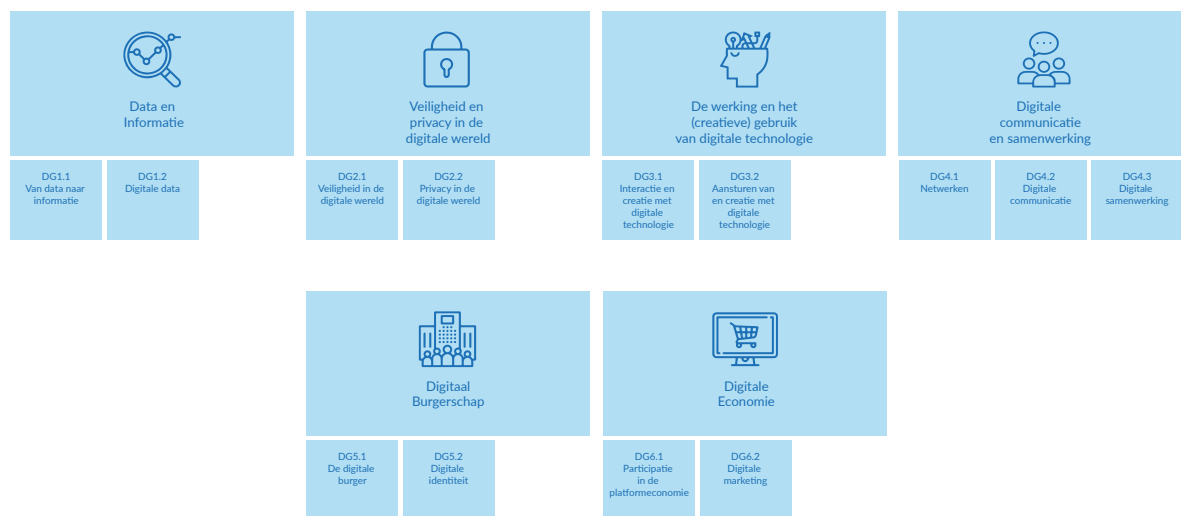 Data en
Informatie
Veiligheid en
privacy in de
digitale wereld
De werking en het
(creatieve) gebruik
van digitale technologie
Digitale
communicatie
en samenwerking
DG1.1
Van data naar
informatie
DG1.2
Digitale data
DG2.1
Veiligheid in de
digitale wereld
DG2.2
Privacy in de
digitale wereld
DG3.1
Interactie en
creatie met
digitale
technologie
DG3.2
Aansturen van
en creatie met
digitale
technologie
DG4.1
Netwerken
DG4.2
Digitale
communicatie
DG4.3
Digitale
samenwerking
Digitaal
Burgerschap
Digitale
Economie
DG5.1
De digitale
burger
DG5.2
Digitale
identiteit
DG6.1
Participatie
in de
platformeconomie
DG6.2
Digitale
marketing